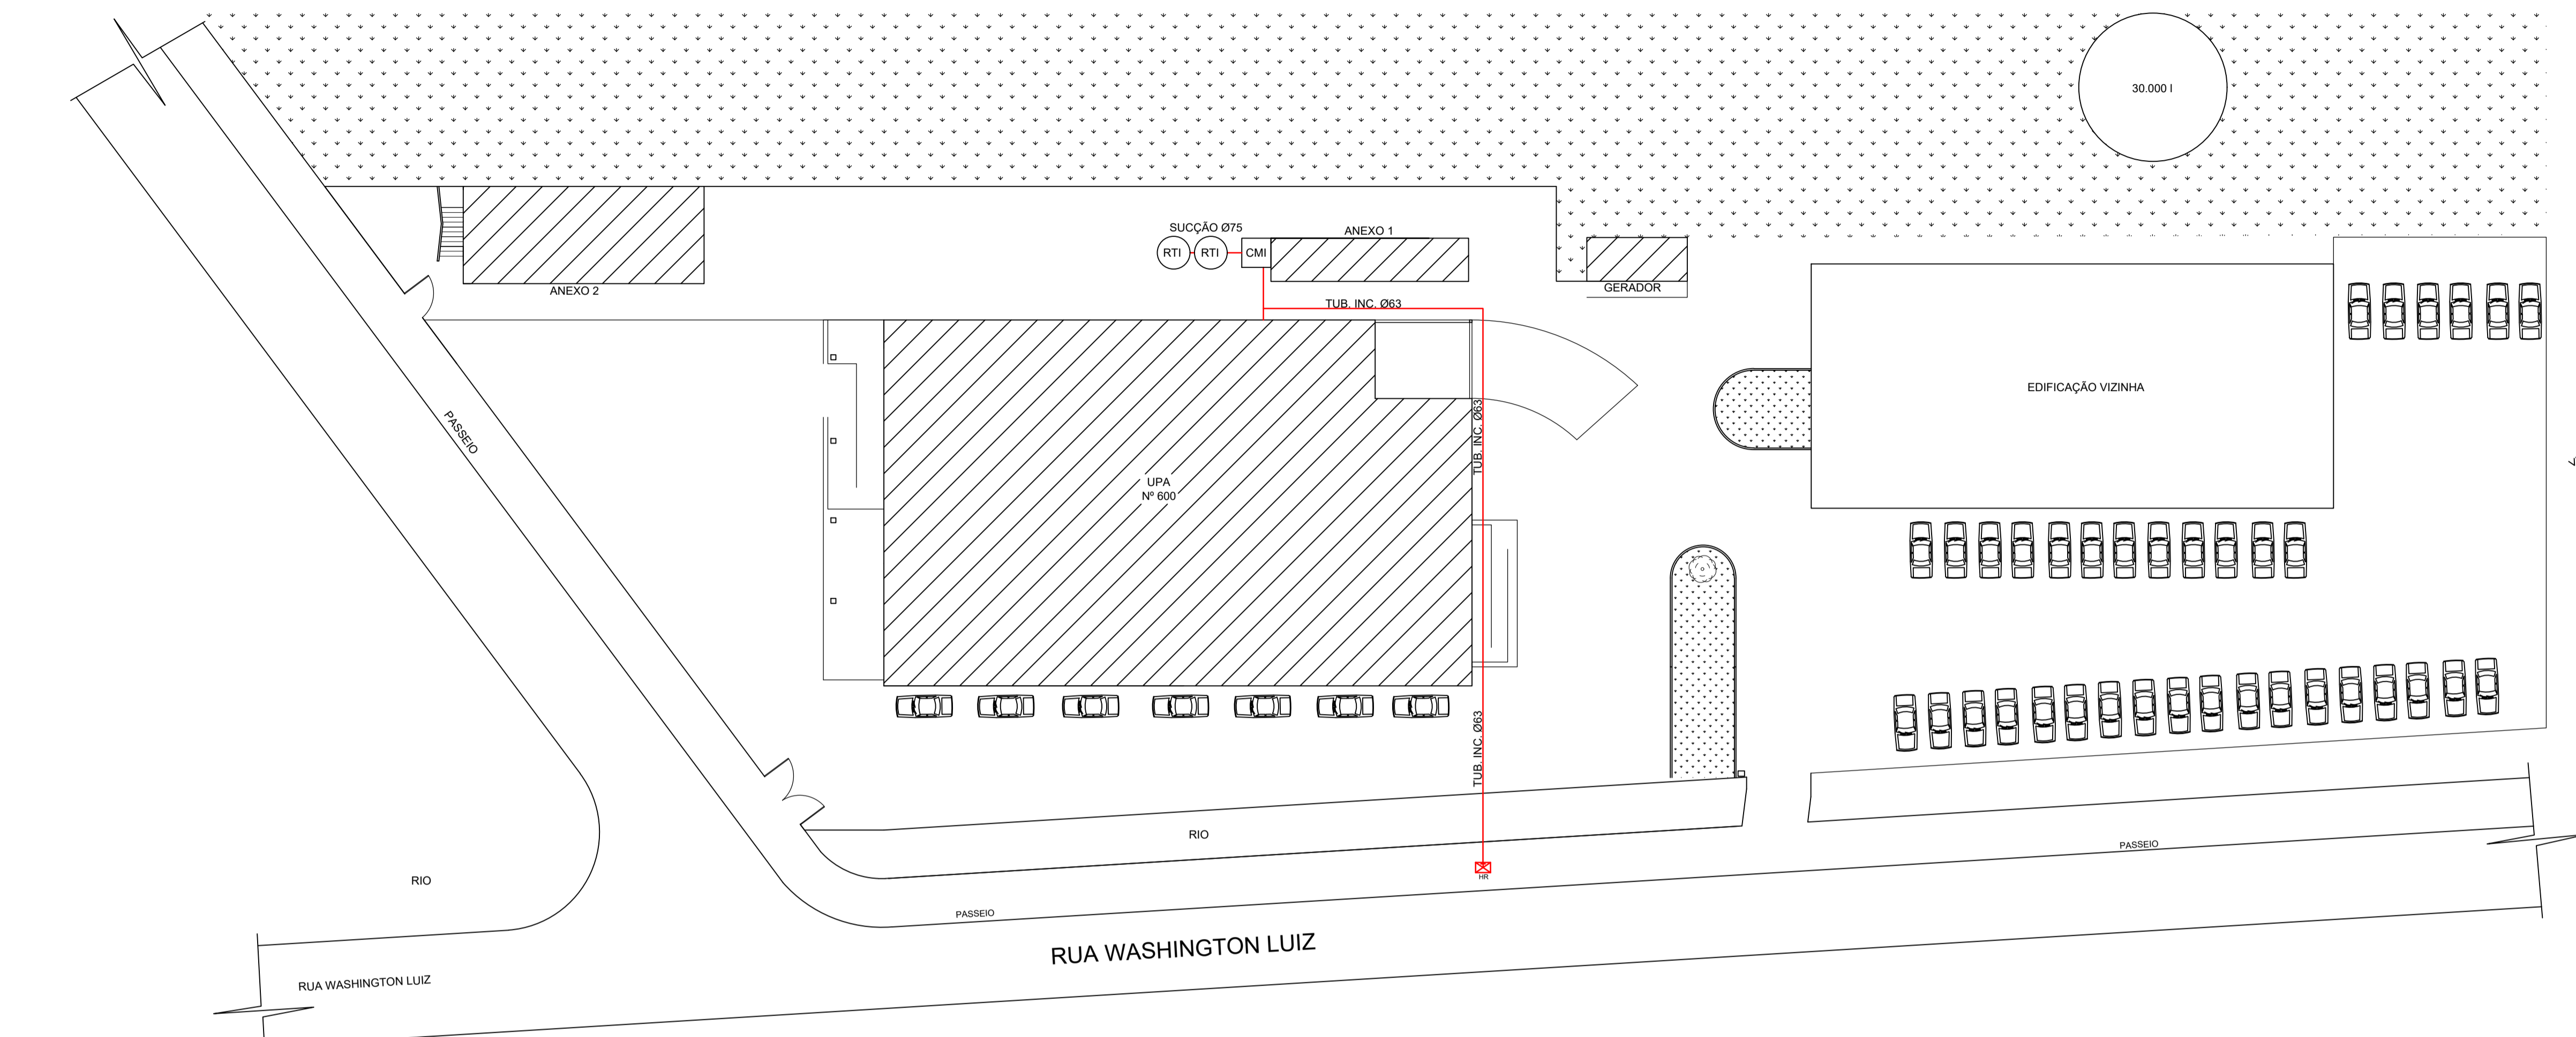 30.000 l
SUCÇÃO Ø75
ANEXO 1
RTI
RTI
CMI
ANEXO 2
GERADOR
TUB. INC. Ø63
EDIFICAÇÃO VIZINHA
PASSEIO
TUB. INC. Ø63
UPA
Nº 600
TUB. INC. Ø63
RIO
PASSEIO
HR
RIO
PASSEIO
RUA WASHINGTON LUIZ
RUA WASHINGTON LUIZ